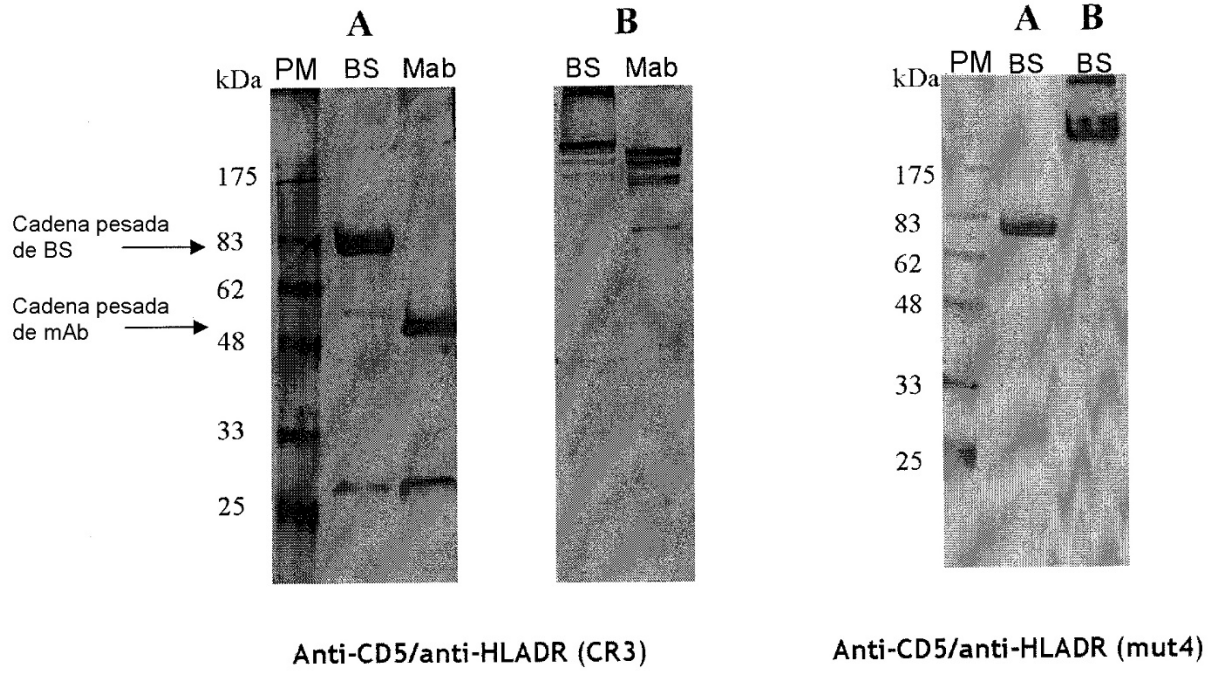 A B
kDa PM BS Mab BS Mab
175
Cadena pesada
de BS
83
62
Cadena pesada
de mAb
48
33
25
Anti-CD5/anti-HLADR (CR3)
A B
kDa PM BS BS
175
83
62
48
33
25
Anti-CD5/anti-HLADR (mut4)